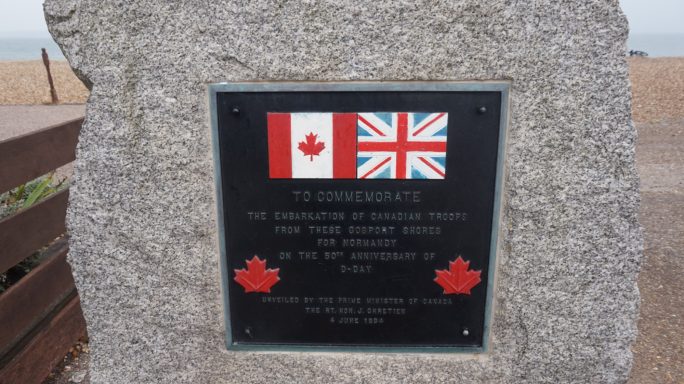 TO COMMEMORATE
THE EMBARKATION OF CANADIAN TROOPS
FROM THESE GOSPORT SHORES
FOR NORMANDY
ON THE 50TH ANNIVERSARY OF
D-DAY
UNVEILED BY THE PRIME MINISTER OF CANADA
THE RT. HON. J. CHRETIEN
4 JUNE 1994